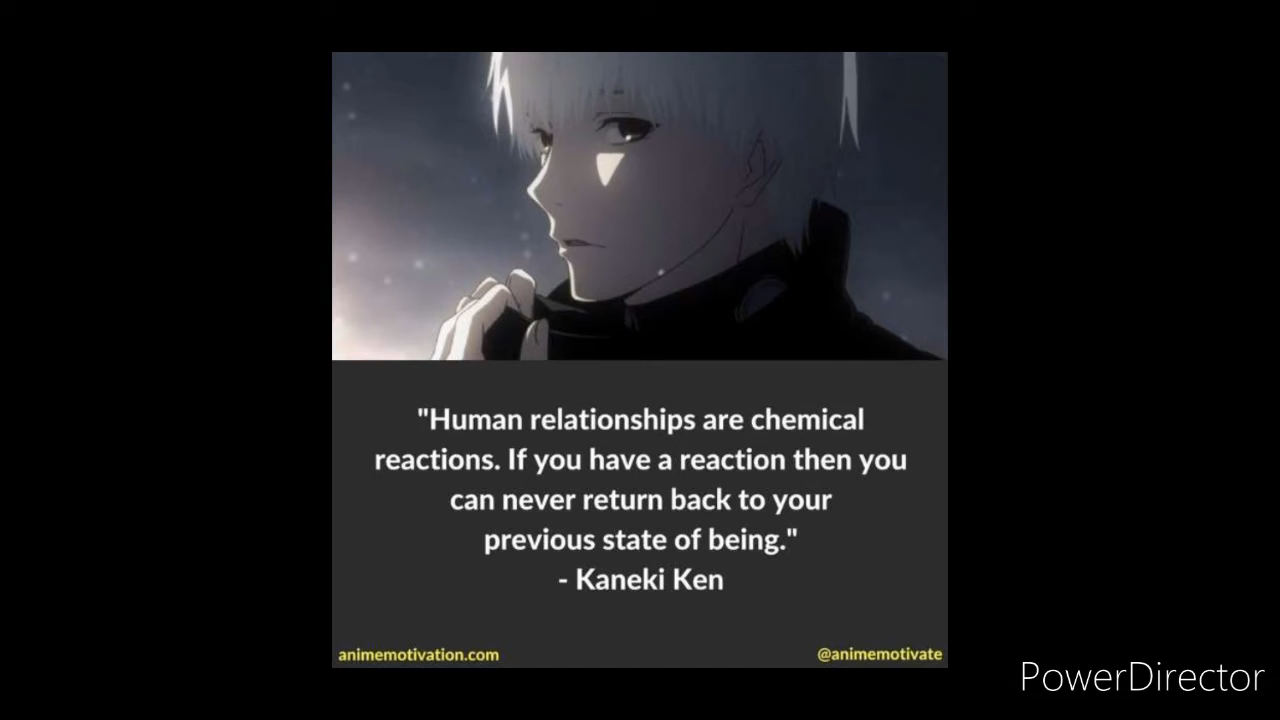 "Human relationships are chemical
reactions. If you have a reaction then you
can never return back to your
previous state of being."
- Kaneki Ken
animemotivation.com
@animemotivate
PowerDirector